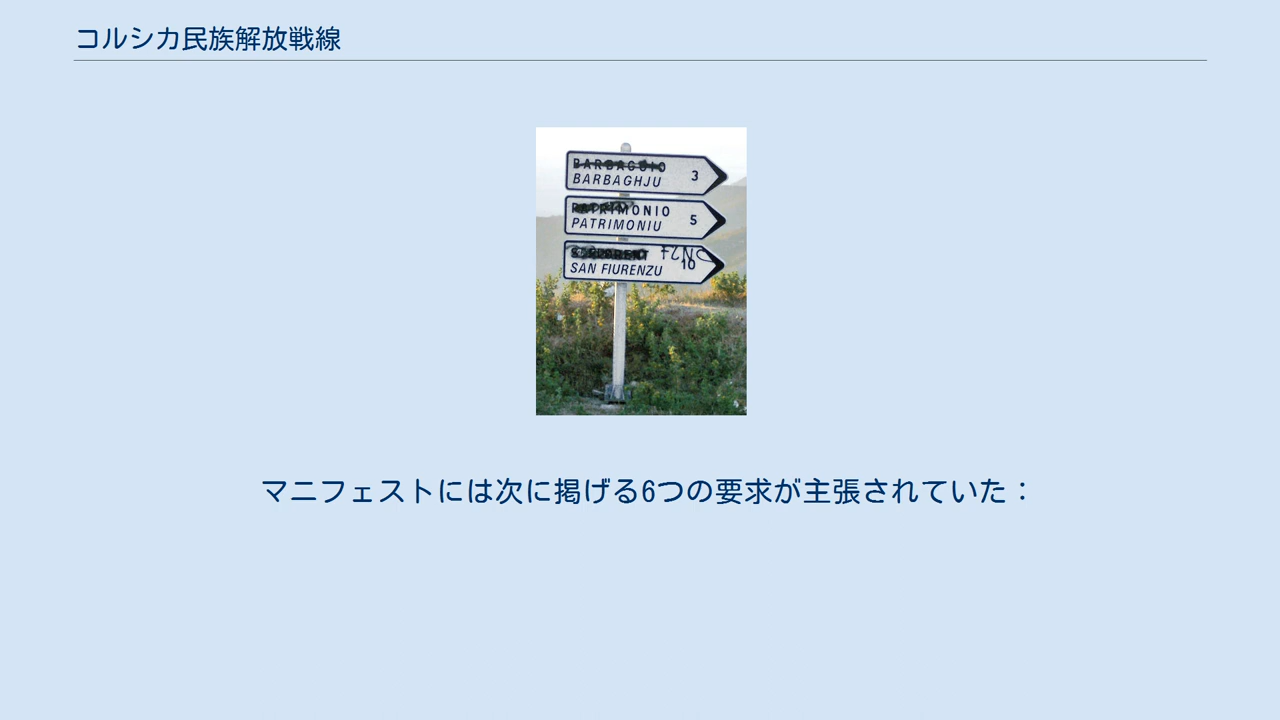 コルシカ民族解放戦線
BARBAGGIO 3
BARBAGHJU
PATRIMONIO 5
PATRIMONIU
FLNC
10
SAN FIURENZU
マニフェストには次に掲げる6つの要求が主張されていた：